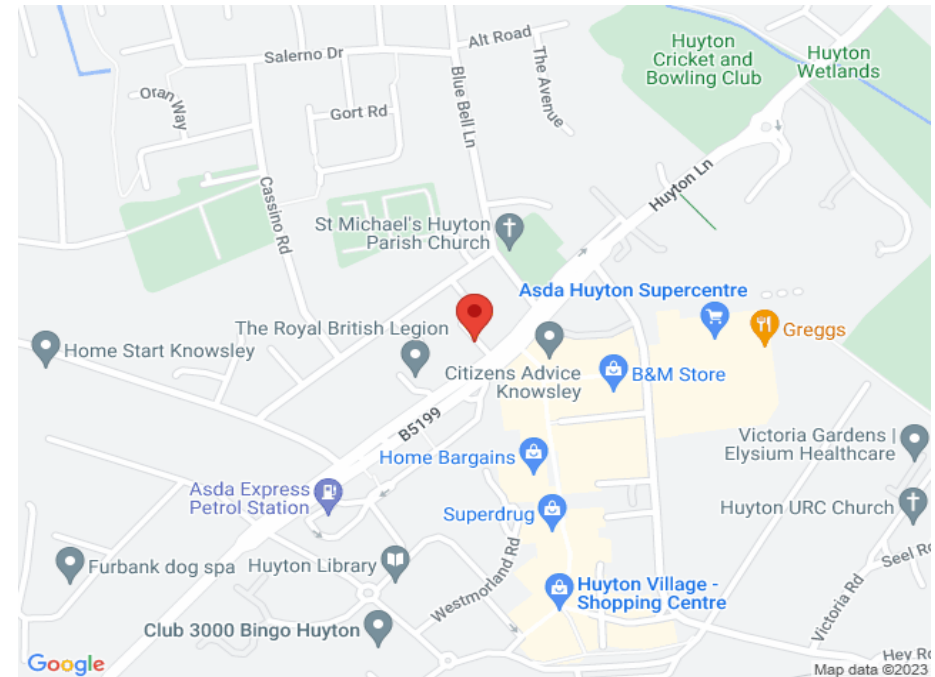 Alt Road
Salerno Dr
The Avenue
Huyton
Cricket and
Bowling Club
Huyton
Wetlands
Oran Way
Gort Rd
Blue Bell Ln
Cassino Rd
Huyton Ln
St Michael's Huyton
Parish Church
Asda Huyton Supercentre
The Royal British Legion
Greggs
Home Start Knowsley
Citizens Advice
Knowsley
B&M Store
B5199
Victoria Gardens |
Elysium Healthcare
Home Bargains
Asda Express
Petrol Station
Superdrug
Huyton URC Church
Seel Ro
Furbank dog spa
Huyton Library
Westmorland Rd
Huyton Village -
Shopping Centre
Victoria Rd
Club 3000 Bingo Huyton
Hey Ro
Google
Map data ©2023